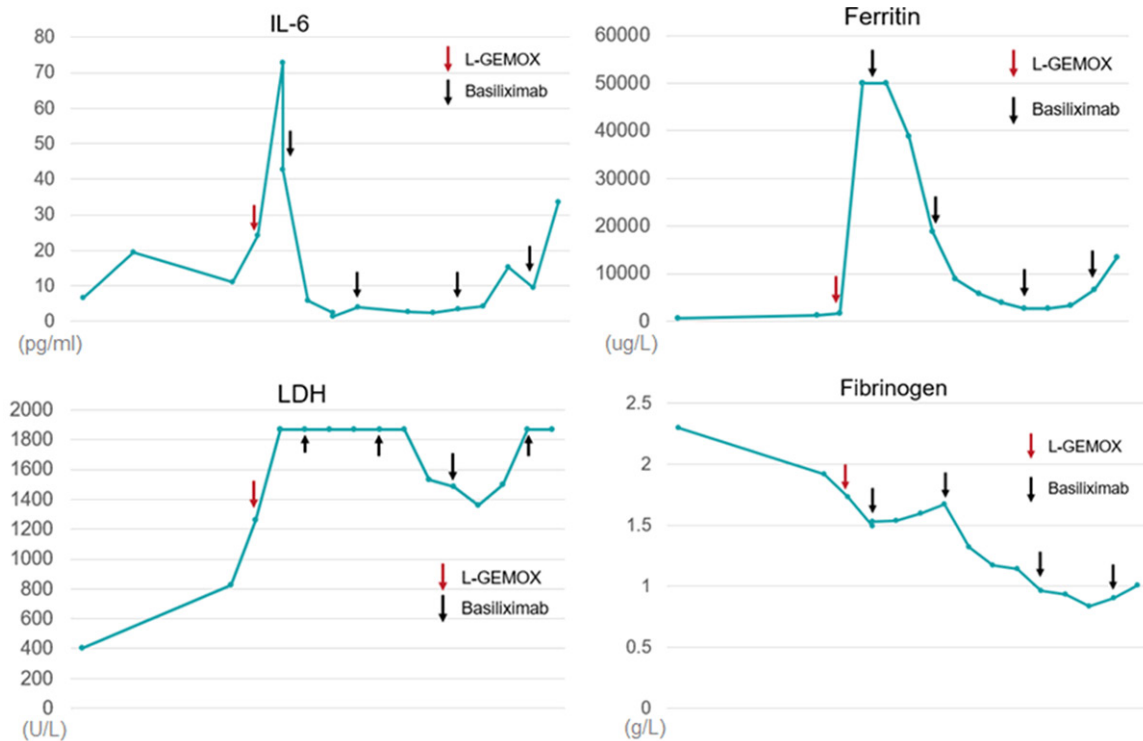 IL-6
80
70
60
50
40
30
20
10
0
(pg/ml)
L-GEMOX
Basiliximab
Ferritin
60000
50000
40000
30000
20000
10000
0
(ug/L)
L-GEMOX
Basiliximab
LDH
2000
1800
1600
1400
1200
1000
800
600
400
200
0
(U/L)
L-GEMOX
Basiliximab
Fibrinogen
2.5
2
1.5
1
0.5
0
(g/L)
L-GEMOX
Basiliximab